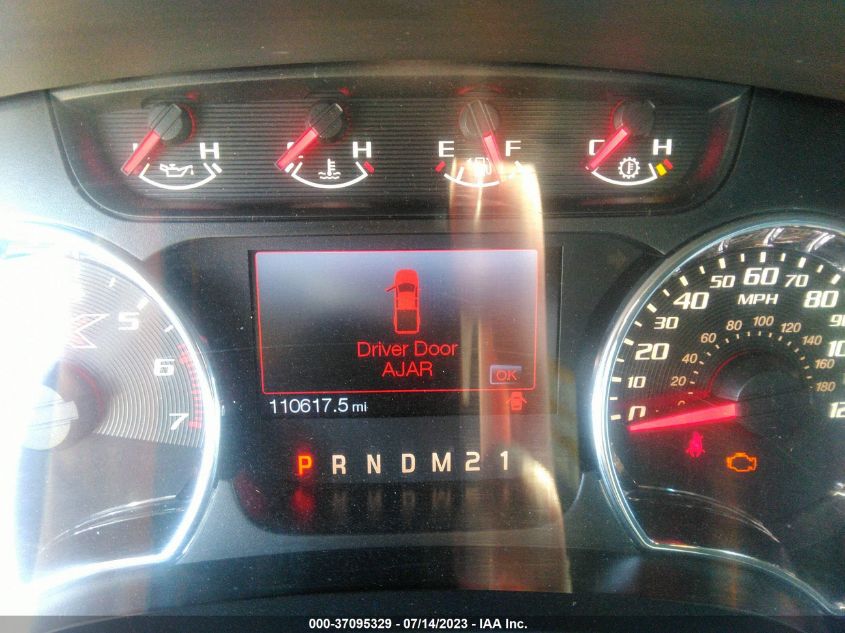 H H E F C H
5
6
7
Driver Door
AJAR
OK
110617.5 mi
P R N D M 2 1
0 10 20 30 40 50 60 70 80
MPH
20 40 60 80 100 120 140 160 180
000-37095329 - 07/14/2023 - IAA Inc.